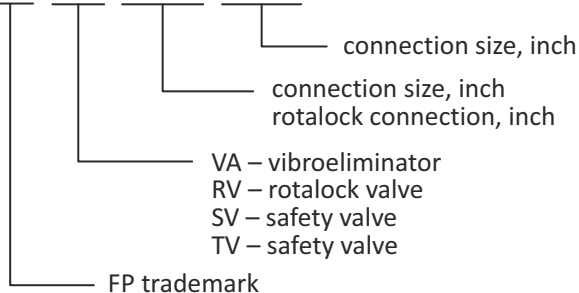 connection size, inch
connection size, inch
rotalock connection, inch
VA – vibroeliminator
RV – rotalock valve
SV – safety valve
TV – safety valve
FP trademark